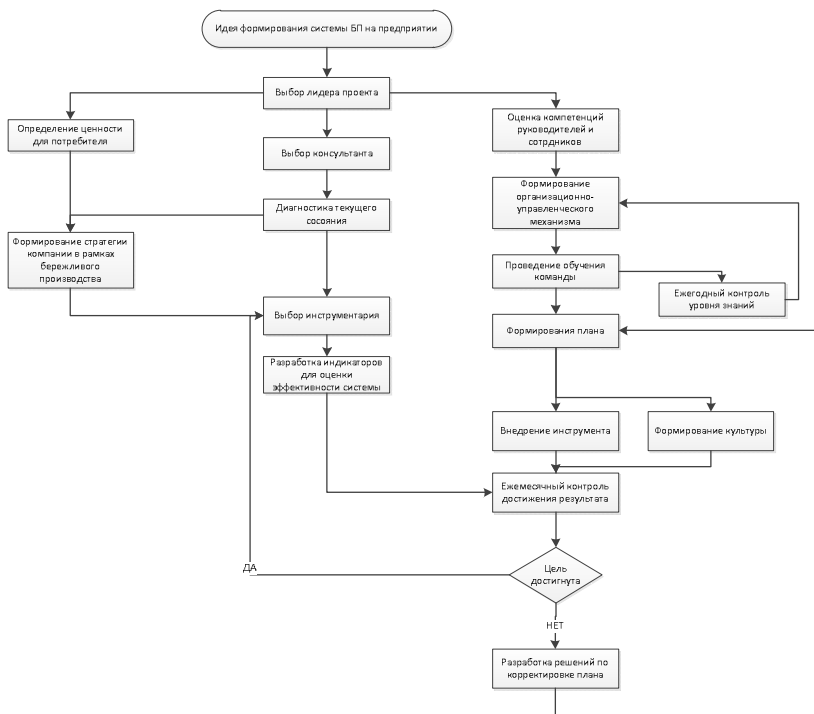 Идея формирования системы БП на предприятии
Выбор лидера проекта
Определение ценности
для потребителя
Оценка компетенций
руководителей и
сотрдников
Выбор консультанта
Формирование
организационно-
управленческого
механизма
Диагностика текущего
сосояния
Формирование стратегии
компании в рамках
бережливого
производства
Проведение обучения
команды
Ежегодный контроль
уровня знаний
Выбор инструментария
Формирования плана
Разработка индикаторов
для оценки
эффективности системы
Внедрение инструмента
Формирование культуры
Ежемесячный контроль
достижения результата
Цель
достигнута
ДА
НЕТ
Разработка решений по
корректировке плана